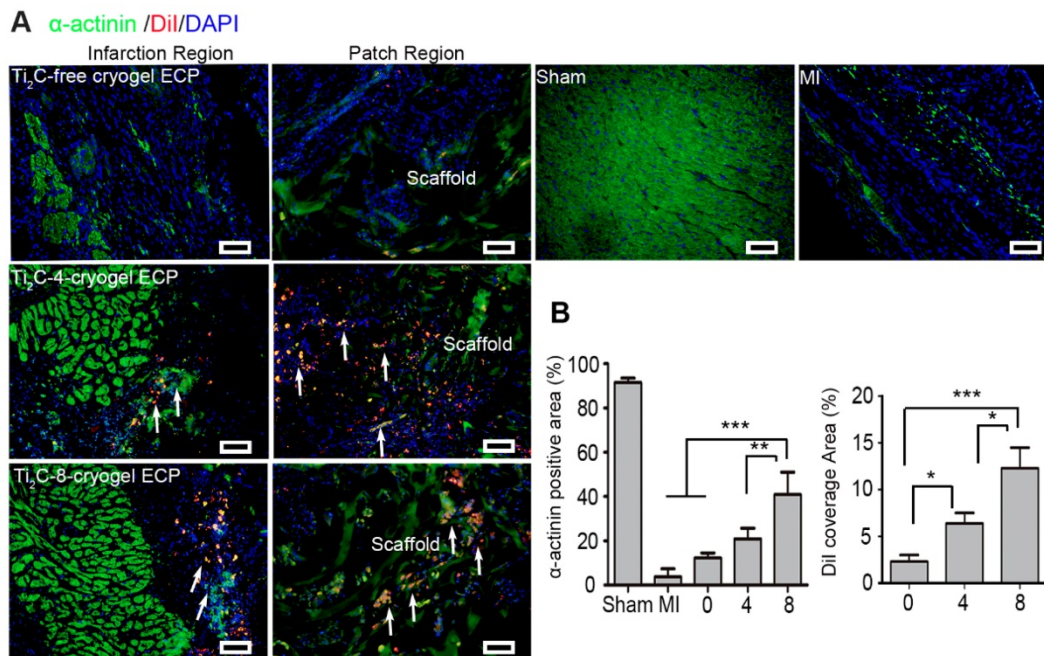 A α-actinin /DiI/DAPI
Infarction Region
Patch Region
Ti₂C-free cryogel ECP
Scaffold
Sham
MI
Ti₂C-4-cryogel ECP
Scaffold
Ti₂C-8-cryogel ECP
Scaffold
B
α-actinin positive area (%)
100
80
60
40
20
0
***
**
Sham MI 0 4 8
DiI coverage Area (%)
20
15
10
5
0
***
*
*
0 4 8